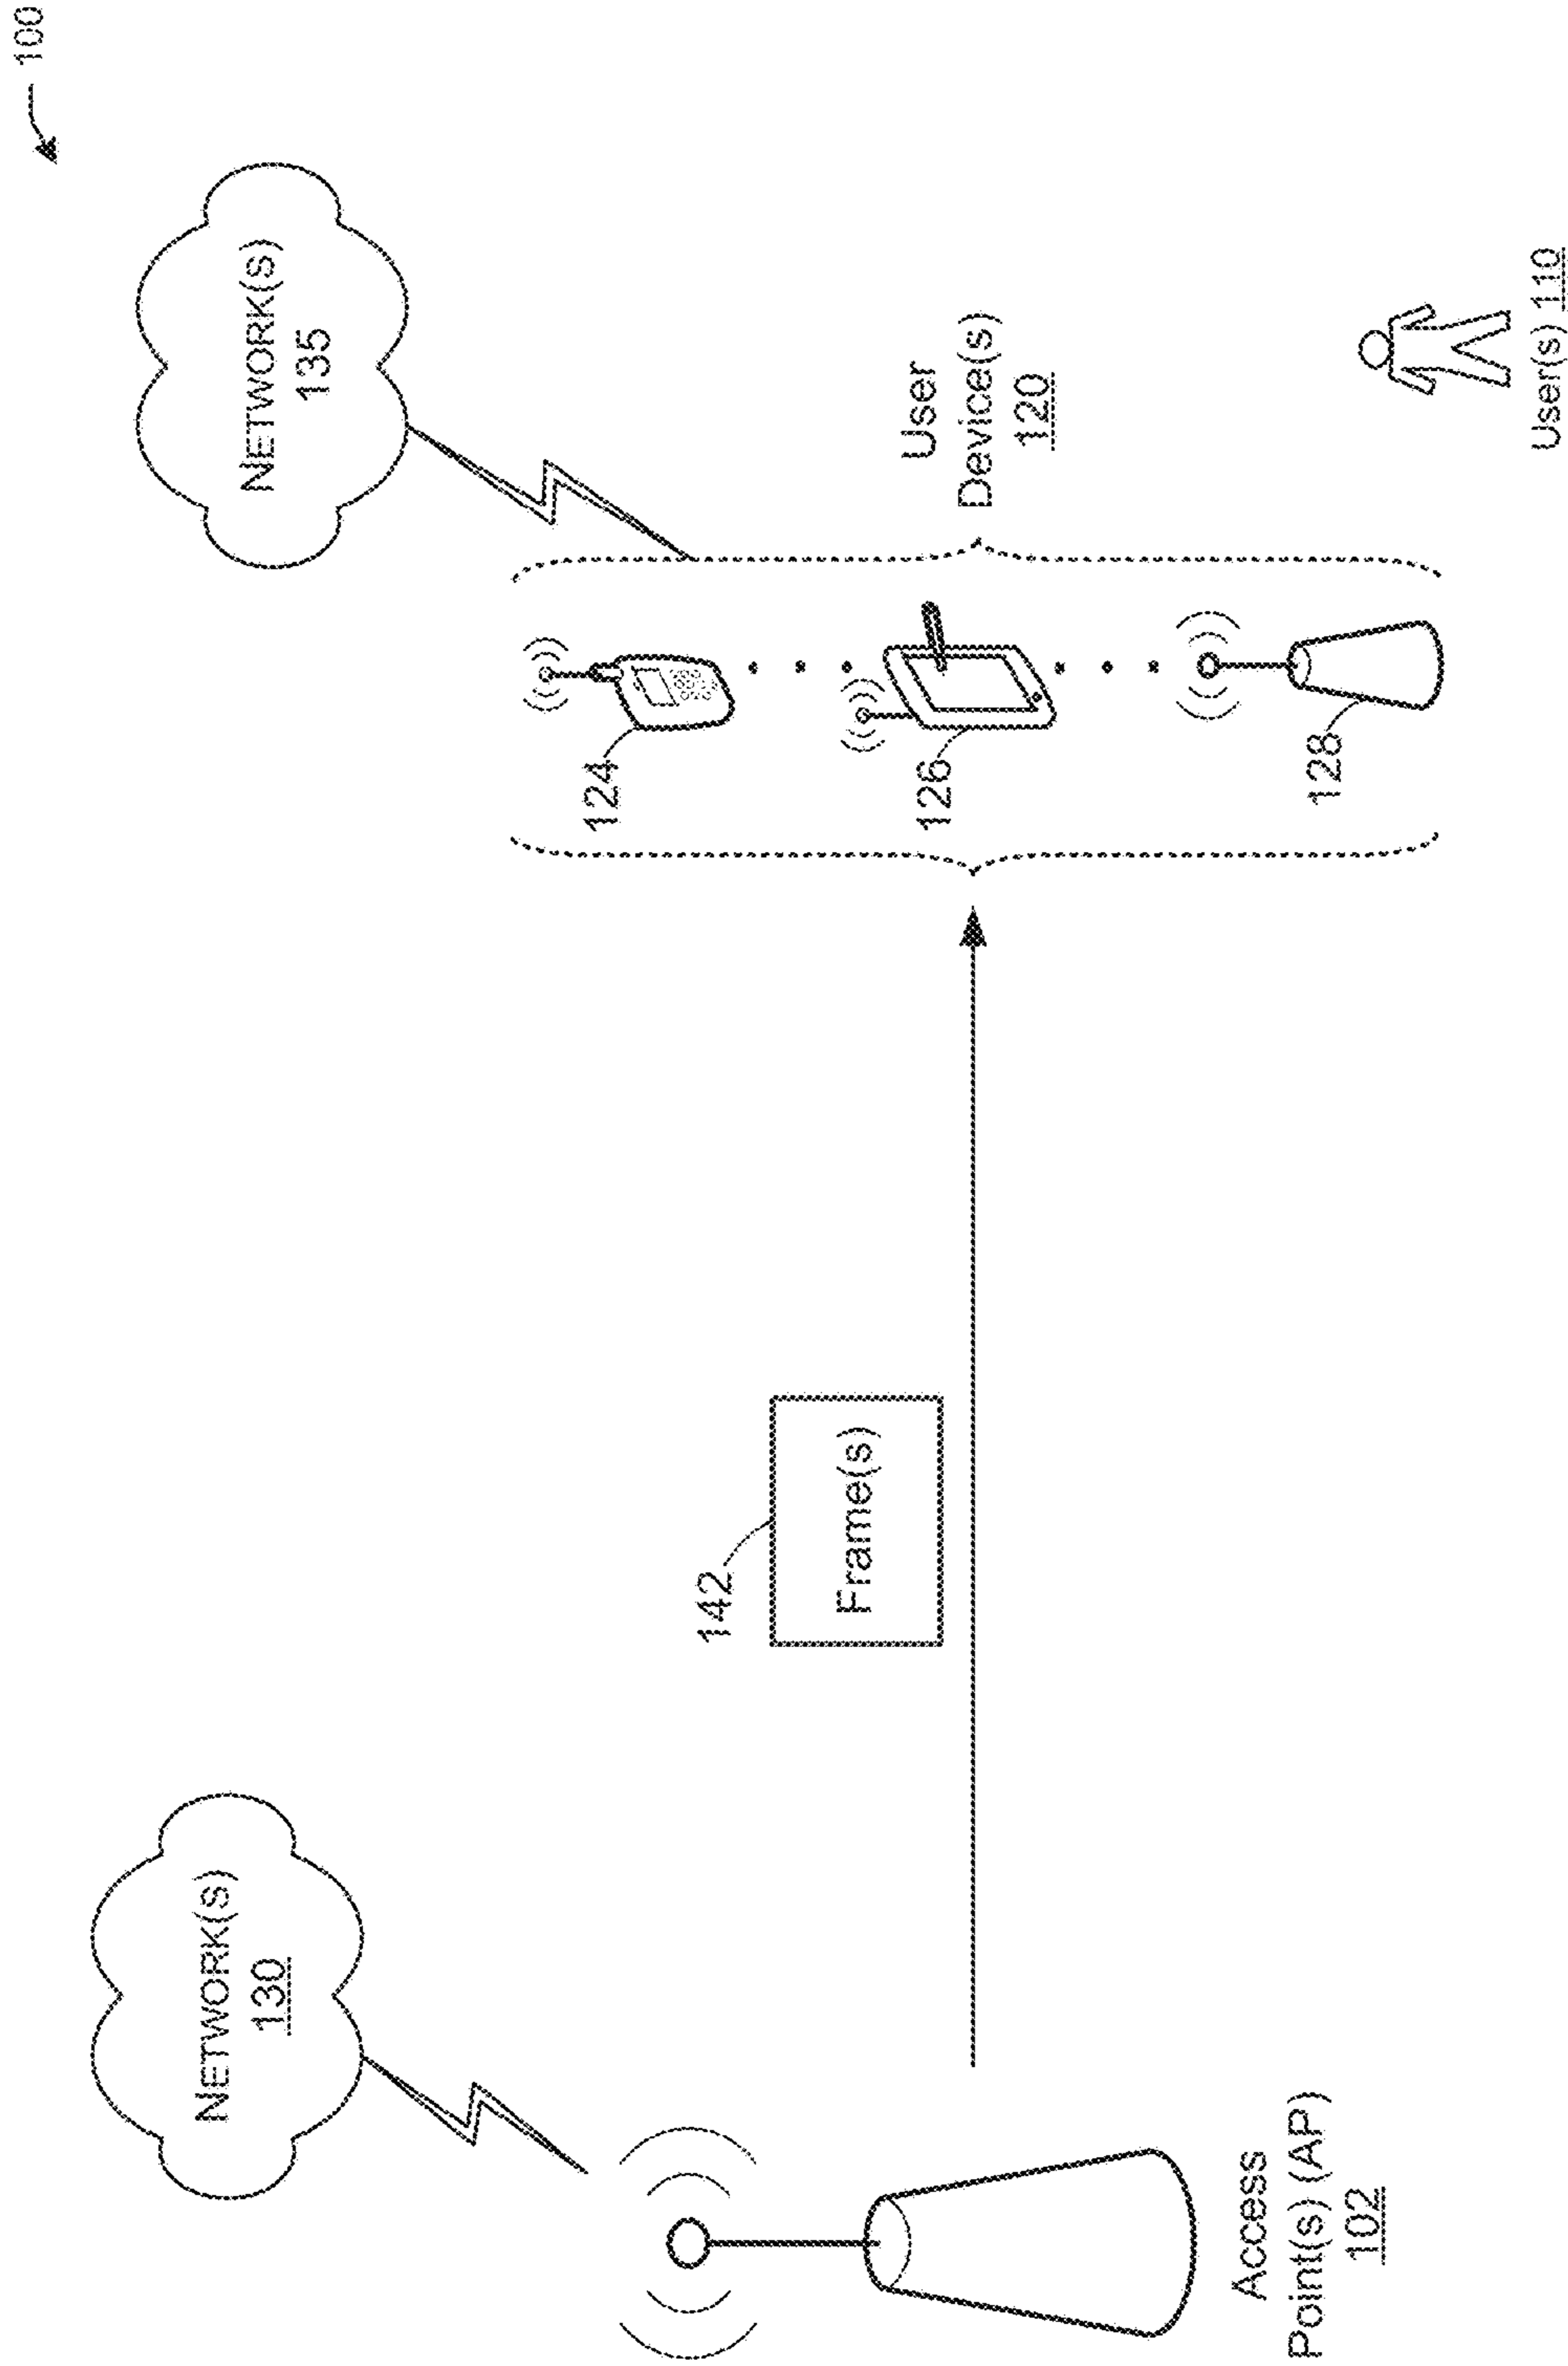 100
NETWORK(S)
130
NETWORK(S)
135
142
Frame(s)
124
126
128
User
Device(s)
120
Access
Point(s) (AP)
102
User(s) 110